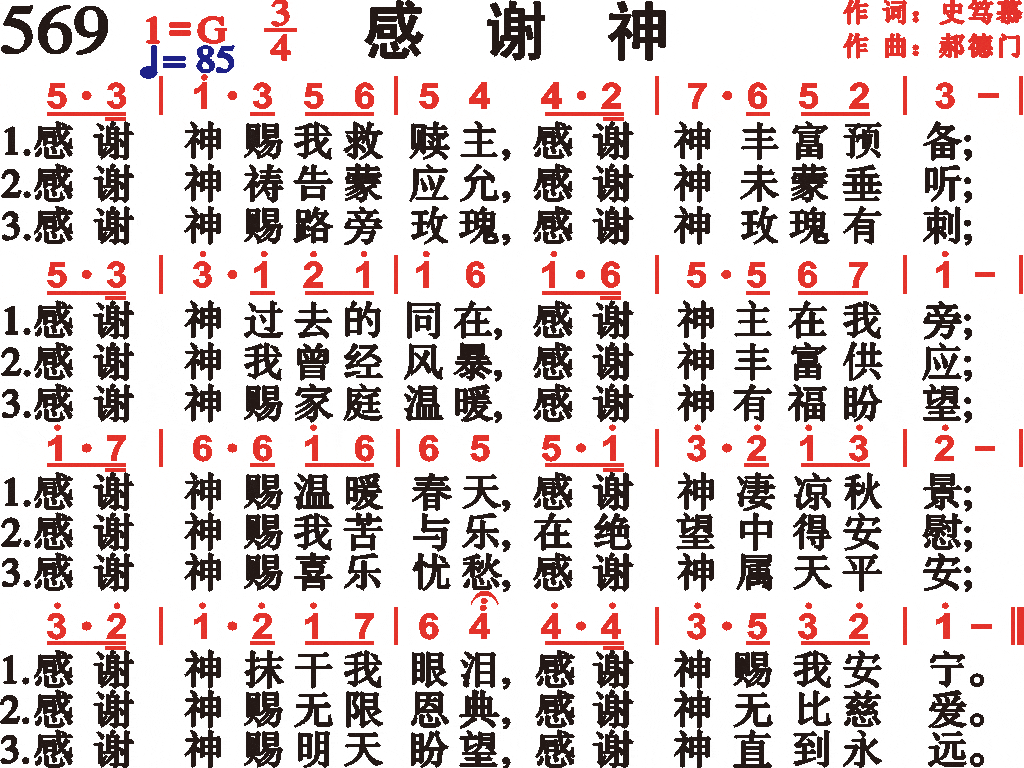 569 1=G 3/4 感谢神 作 词：史笃慕
♩= 85 作 曲：郝德门
5·3 | i·3 5 6 | 5 4 4·2 | 7·6 5 2 | 3 – |
1.感 谢 神 赐 我 救 赎 主, 感 谢 神 丰 富 预 备;
2.感 谢 神 祷 告 蒙 应 允, 感 谢 神 未 蒙 垂 听;
3.感 谢 神 赐 路 旁 玫 瑰, 感 谢 神 玫 瑰 有 刺;
5·3 | 3̇·i 2̇ i | i 6 i·6 | 5·5 6 7 | i – |
1.感 谢 神 过 去 的 同 在, 感 谢 神 主 在 我 旁;
2.感 谢 神 我 曾 经 风 暴, 感 谢 神 丰 富 供 应;
3.感 谢 神 赐 家 庭 温 暖, 感 谢 神 有 福 盼 望;
i·7 | 6·6 i 6 | 6 5 5·i | 3̇·2̇ i 3̇ | 2̇ – |
1.感 谢 神 赐 温 暖 春 天, 感 谢 神 凄 凉 秋 景;
2.感 谢 神 赐 我 苦 与 乐, 在 绝 望 中 得 安 慰;
3.感 谢 神 赐 喜 乐 忧 愁, 感 谢 神 属 天 平 安;
3̇·2̇ | i·2̇ i 7 | 6 4̇ 4̇·4̇ | 3̇·5 3̇ 2̇ | i – ‖
1.感 谢 神 抹 干 我 眼 泪, 感 谢 神 赐 我 安 宁。
2.感 谢 神 赐 无 限 恩 典, 感 谢 神 无 比 慈 爱。
3.感 谢 神 赐 明 天 盼 望, 感 谢 神 直 到 永 远。